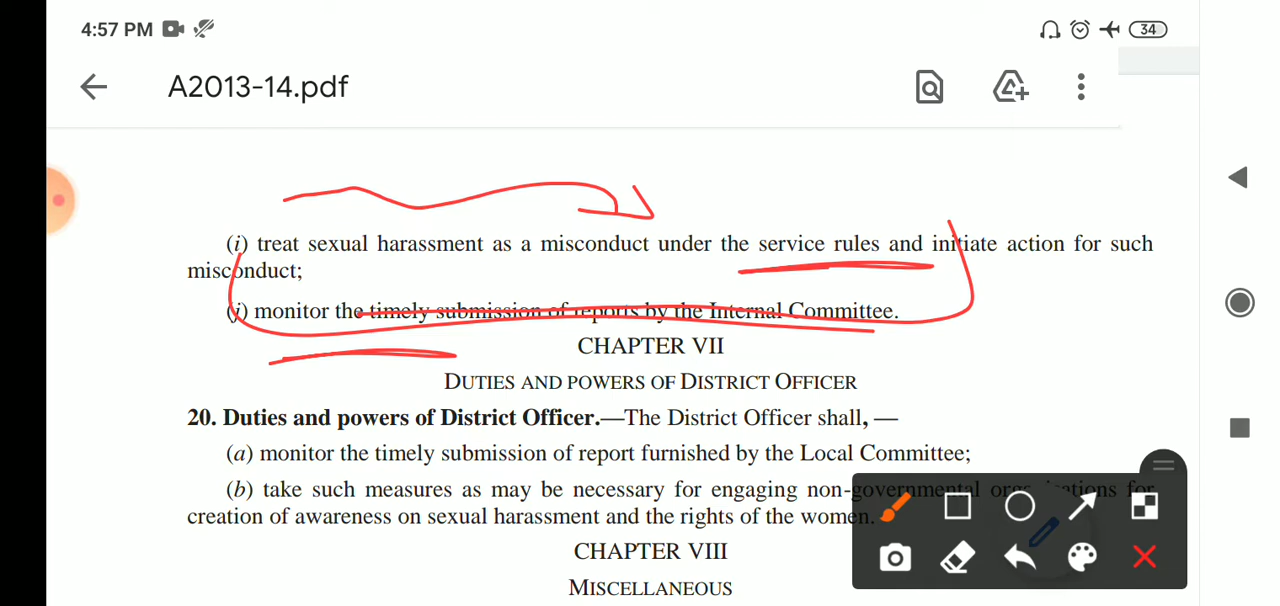 4:57 PM
34
A2013-14.pdf
(i) treat sexual harassment as a misconduct under the service rules and initiate action for such
misconduct;
(j) monitor the timely submission of reports by the Internal Committee.
CHAPTER VII
DUTIES AND POWERS OF DISTRICT OFFICER
20. Duties and powers of District Officer.—The District Officer shall, —
(a) monitor the timely submission of report furnished by the Local Committee;
(b) take such measures as may be necessary for engaging non-governmental organisations for
creation of awareness on sexual harassment and the rights of the women.
CHAPTER VIII
MISCELLANEOUS